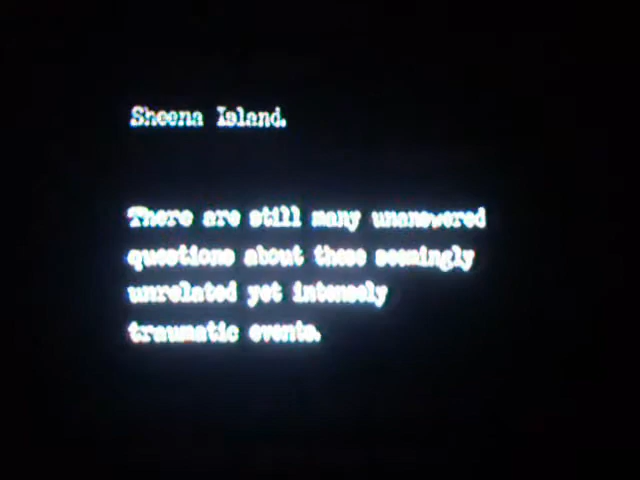 Sheena Island.
There are still many unanswered
questions about these seemingly
unrelated yet intensely
traumatic events.